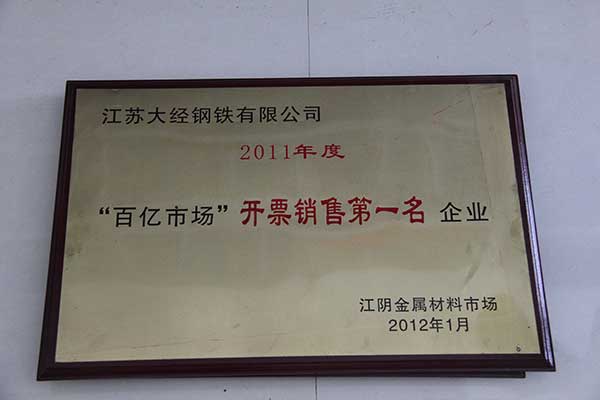 江苏大经钢铁有限公司
2011年度
“百亿市场”开票销售第一名 企业
江阴金属材料市场
2012年1月